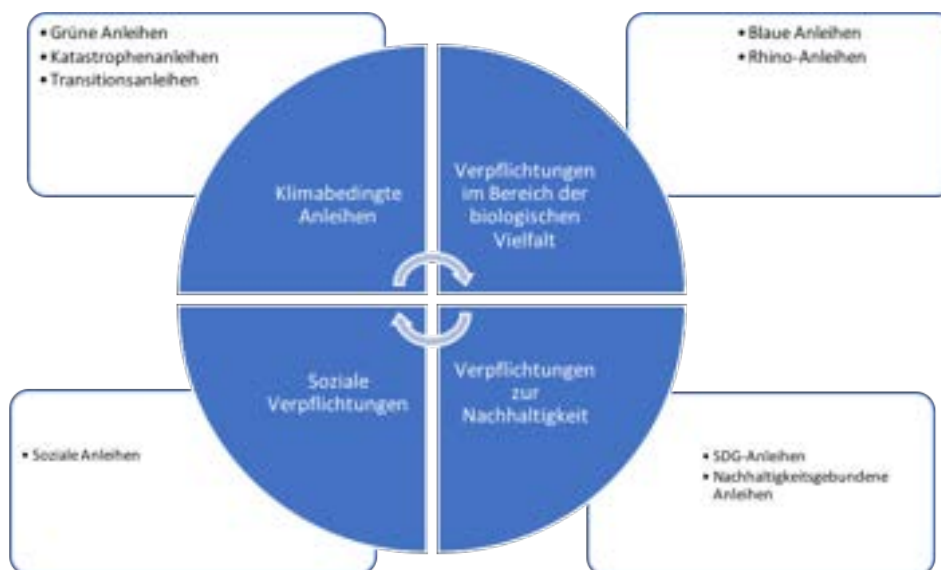 • Grüne Anleihen
• Katastrophenanleihen
• Transitionsanleihen
• Blaue Anleihen
• Rhino-Anleihen
Klimabedingte
Anleihen
Verpflichtungen
im Bereich der
biologischen
Vielfalt
Soziale
Verpflichtungen
Verpflichtungen
zur
Nachhaltigkeit
• Soziale Anleihen
• SDG-Anleihen
• Nachhaltigkeitsgebundene
Anleihen